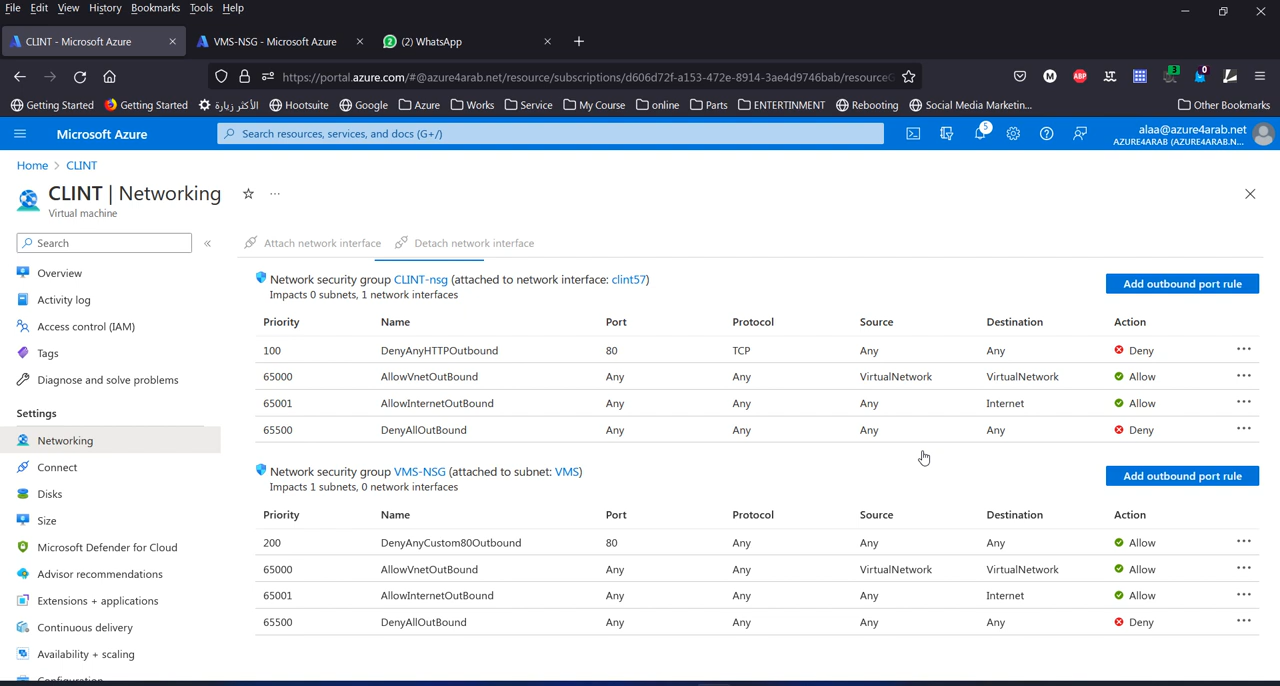 File Edit View History Bookmarks Tools Help
CLINT - Microsoft Azure VMS-NSG - Microsoft Azure (2) WhatsApp
https://portal.azure.com/#@azure4arab.net/resource/subscriptions/d606d72f-a153-472e-8914-3ae4d9746bab/resourceG M ABP 3 0
Getting Started Getting Started الأكثر زيارة Hootsuite Google Azure Works Service My Course online Parts ENTERTINMENT Rebooting Social Media Marketin... Other Bookmarks
Microsoft Azure Search resources, services, and docs (G+/) 5 alaa@azure4arab.net
AZURE4ARAB (AZURE4ARAB.N...
Home > CLINT
CLINT | Networking
Virtual machine
Search Attach network interface Detach network interface
Overview
Activity log
Access control (IAM)
Tags
Diagnose and solve problems
Settings
Networking
Connect
Disks
Size
Microsoft Defender for Cloud
Advisor recommendations
Extensions + applications
Continuous delivery
Availability + scaling
Configuration
Network security group CLINT-nsg (attached to network interface: clint57)
Impacts 0 subnets, 1 network interfaces
Add outbound port rule
Priority Name Port Protocol Source Destination Action
100 DenyAnyHTTPOutbound 80 TCP Any Any Deny
65000 AllowVnetOutBound Any Any VirtualNetwork VirtualNetwork Allow
65001 AllowInternetOutBound Any Any Any Internet Allow
65500 DenyAllOutBound Any Any Any Any Deny
Network security group VMS-NSG (attached to subnet: VMS)
Impacts 1 subnets, 0 network interfaces
Add outbound port rule
Priority Name Port Protocol Source Destination Action
200 DenyAnyCustom80Outbound 80 Any Any Any Allow
65000 AllowVnetOutBound Any Any VirtualNetwork VirtualNetwork Allow
65001 AllowInternetOutBound Any Any Any Internet Allow
65500 DenyAllOutBound Any Any Any Any Deny